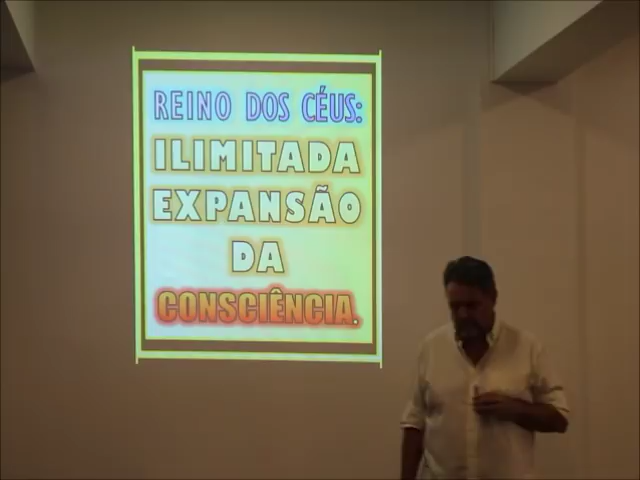 REINO DOS CÉUS:
ILIMITADA
EXPANSÃO
DA
CONSCIÊNCIA.